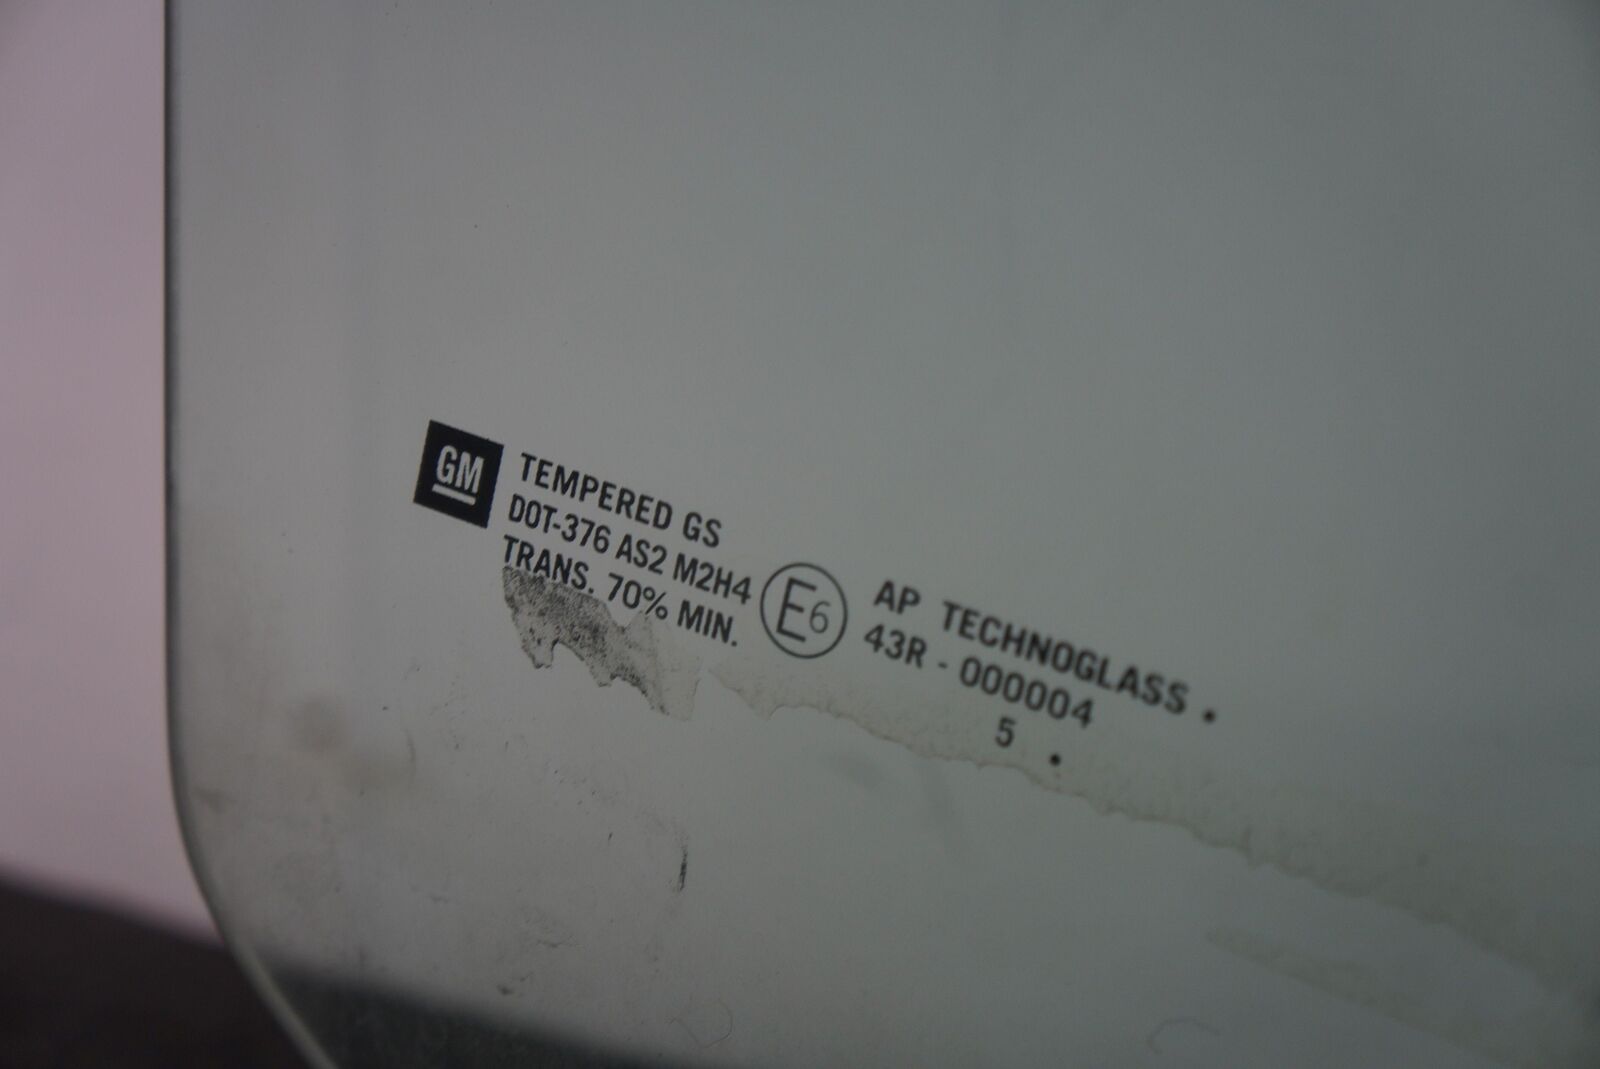 GM
TEMPERED GS
DOT-376 AS2 M2H4
TRANS. 70% MIN.
E6
AP TECHNOGLASS .
43R - 000004
5 .